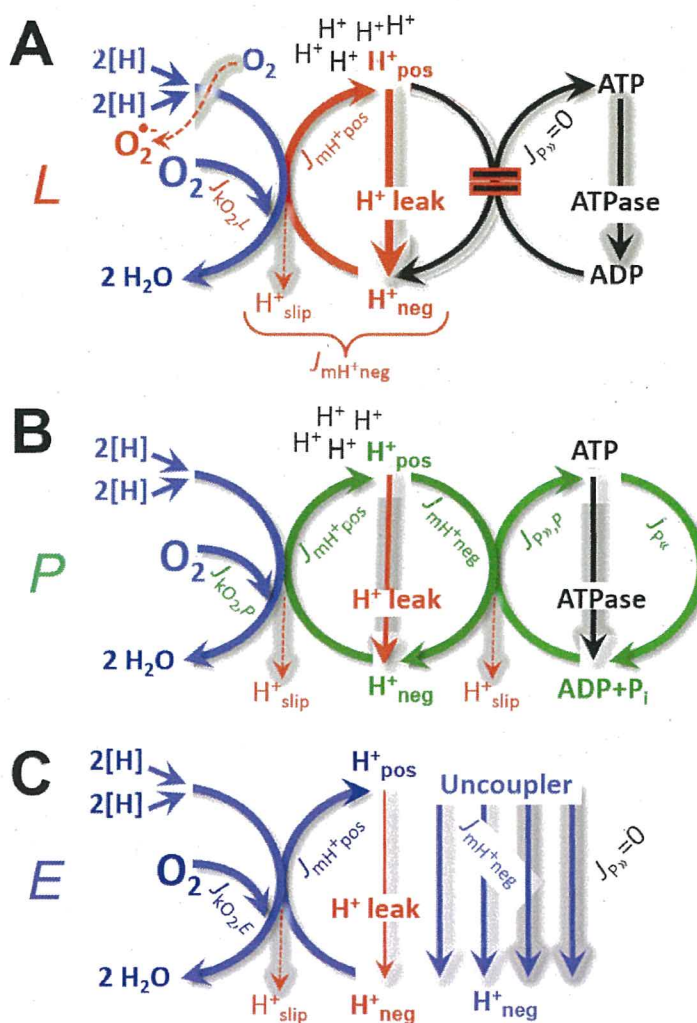 A
H⁺ H⁺ H⁺
H⁺ H⁺ H⁺pos
2[H]
2[H]
O₂
O₂•⁻
O₂
JkO₂,L
2 H₂O
L
JmH⁺pos
H⁺ leak
H⁺slip
H⁺neg
JmH⁺neg
JP»=0
ATP
ATPase
ADP
B
H⁺ H⁺
H⁺ H⁺ H⁺pos
2[H]
2[H]
O₂
JkO₂,P
2 H₂O
P
JmH⁺pos
H⁺ leak
H⁺slip
H⁺neg
JmH⁺neg
H⁺slip
JP»,P
ATP
ATPase
ADP+Pi
JP«
C
2[H]
2[H]
O₂
JkO₂,E
2 H₂O
E
H⁺pos
JmH⁺pos
H⁺ leak
H⁺slip
H⁺neg
Uncoupler
JmH⁺neg
H⁺neg
JP»=0